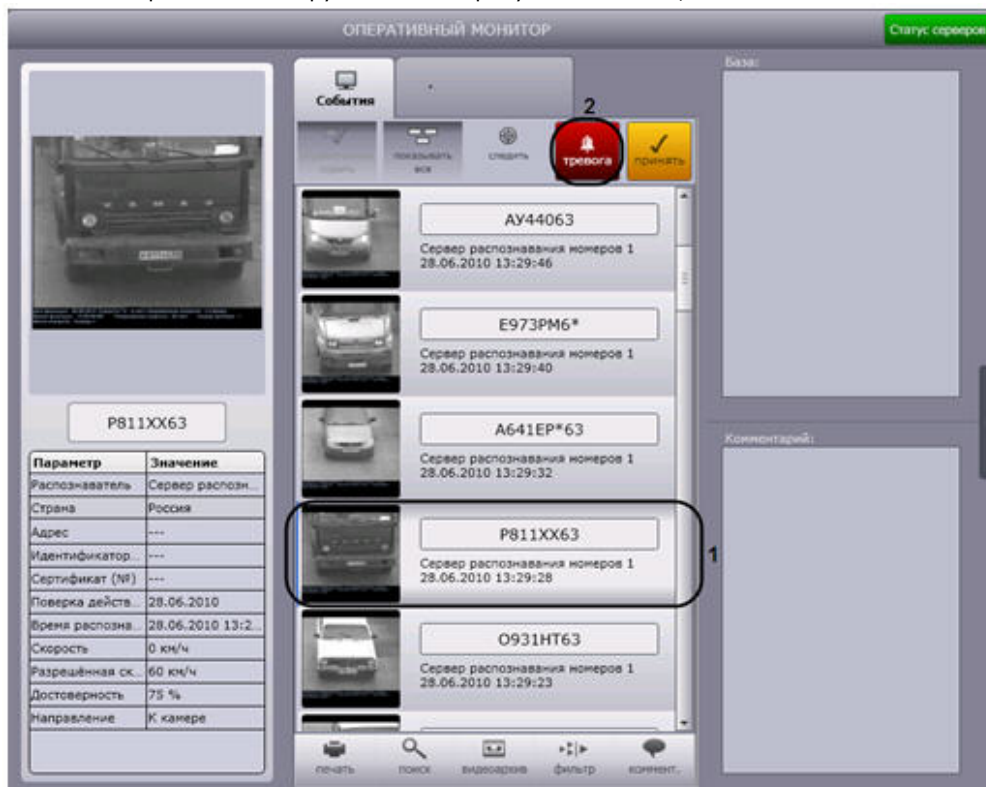 ОПЕРАТИВНЫЙ МОНИТОР
Статус серверов
P811XX63
Параметр Значение
Распознаватель Сервер распозн...
Страна Россия
Адрес ---
Идентификатор... ---
Сертификат (№) ---
Поверка действ... 28.06.2010
Время распозна... 28.06.2010 13:2...
Скорость 0 км/ч
Разрешённая ск... 60 км/ч
Достоверность 75 %
Направление К камере
События
2
показывать все
следить
тревога
принять
АУ44063
Сервер распознавания номеров 1
28.06.2010 13:29:46
E973PM6*
Сервер распознавания номеров 1
28.06.2010 13:29:40
A641EP*63
Сервер распознавания номеров 1
28.06.2010 13:29:32
P811XX63
Сервер распознавания номеров 1
28.06.2010 13:29:28
1
O931HT63
Сервер распознавания номеров 1
28.06.2010 13:29:23
печать
поиск
видеоархив
фильтр
коммент.
База:
Комментарий: